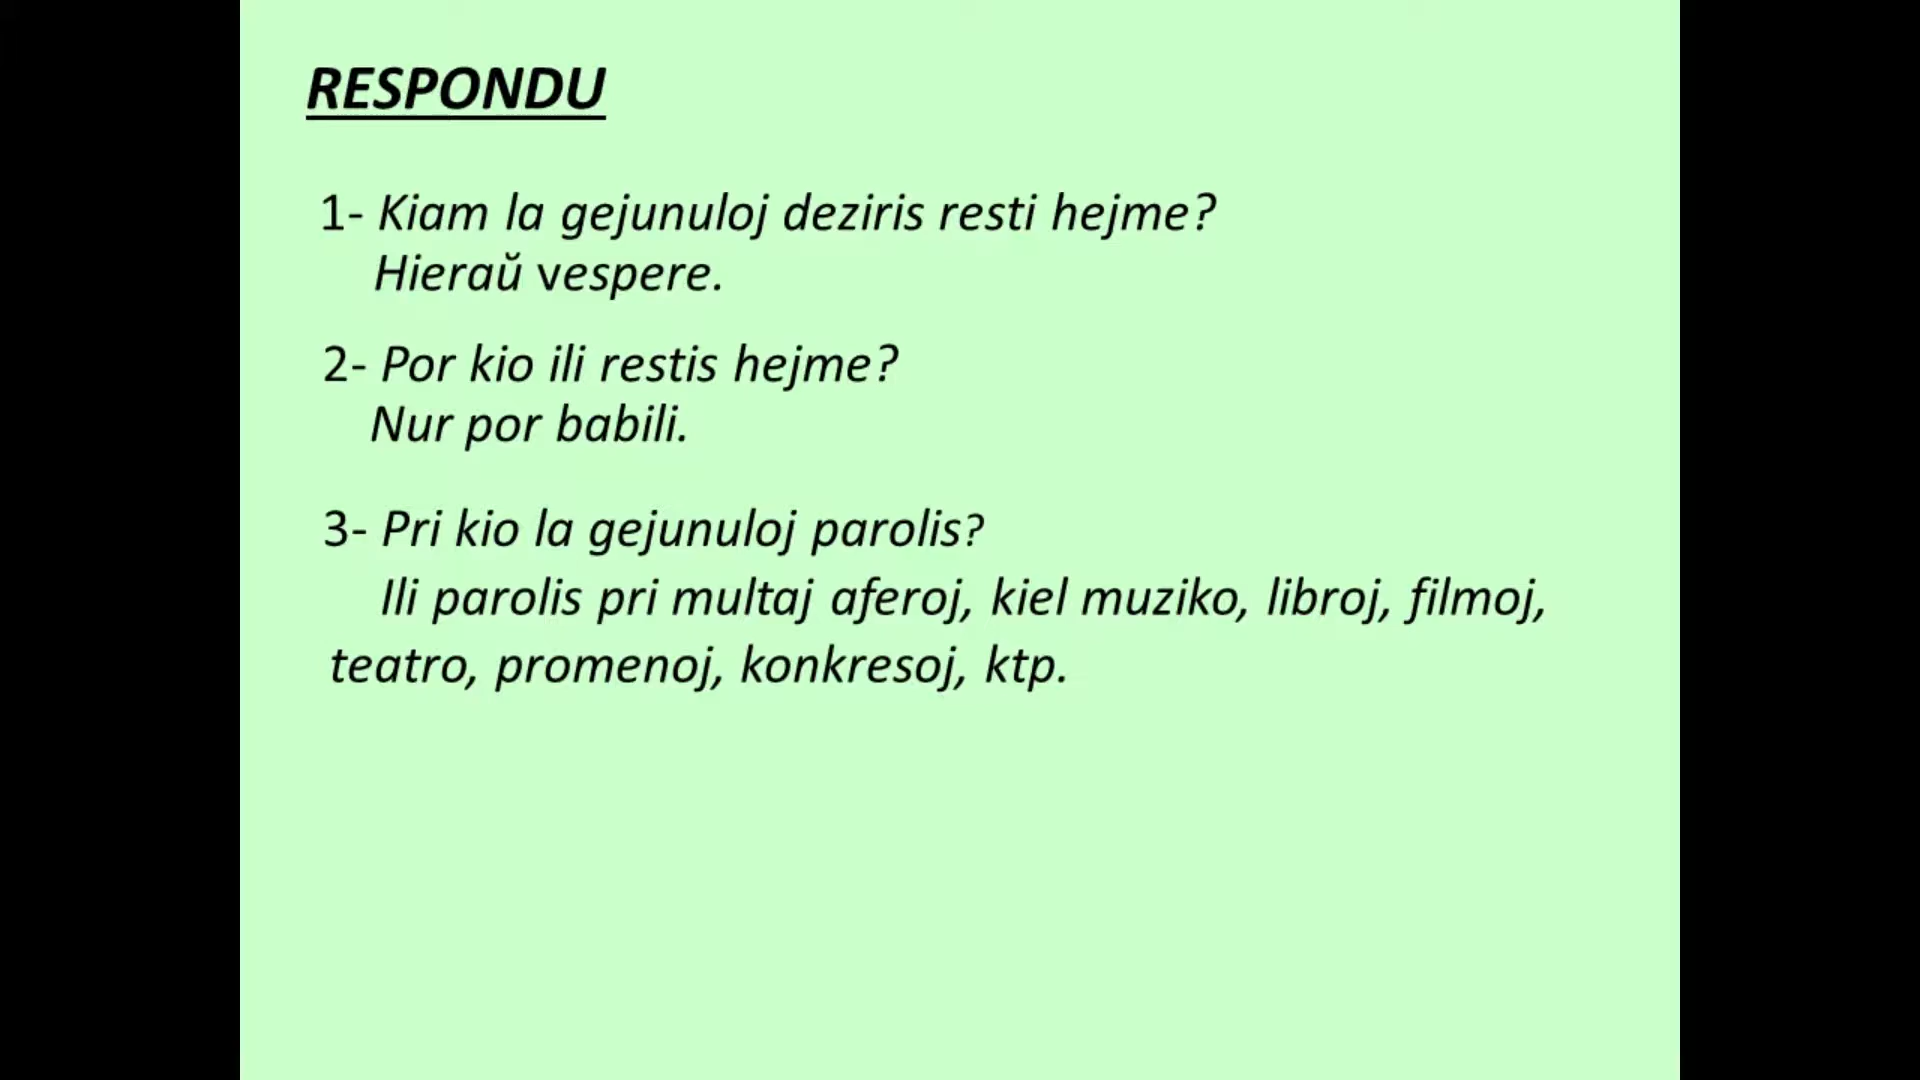 RESPONDU
1- Kiam la gejunuloj deziris resti hejme?
Hieraŭ vespere.
2- Por kio ili restis hejme?
Nur por babili.
3- Pri kio la gejunuloj parolis?
Ili parolis pri multaj aferoj, kiel muziko, libroj, filmoj,
teatro, promenoj, konkresoj, ktp.